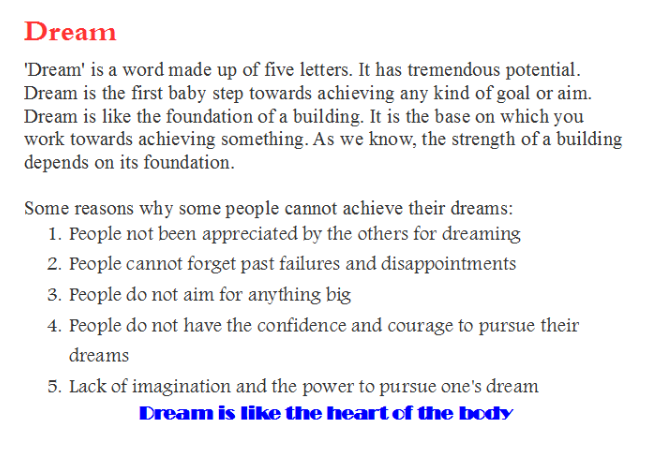 Dream
'Dream' is a word made up of five letters. It has tremendous potential.
Dream is the first baby step towards achieving any kind of goal or aim.
Dream is like the foundation of a building. It is the base on which you
work towards achieving something. As we know, the strength of a building
depends on its foundation.
Some reasons why some people cannot achieve their dreams:
1. People not been appreciated by the others for dreaming
2. People cannot forget past failures and disappointments
3. People do not aim for anything big
4. People do not have the confidence and courage to pursue their
dreams
5. Lack of imagination and the power to pursue one's dream
Dream is like the heart of the body